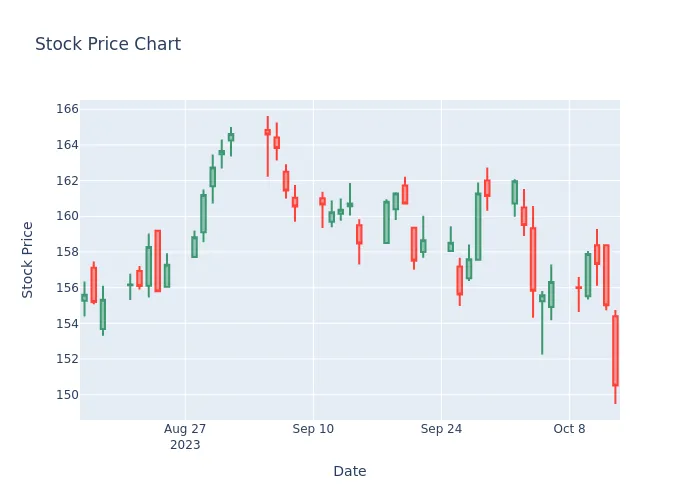 Stock Price Chart
166
164
162
160
158
156
154
152
150
Stock Price
Aug 27
2023
Sep 10
Sep 24
Oct 8
Date